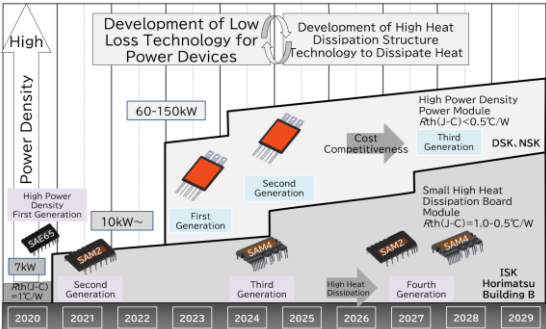 High
Power Density
Development of Low
Loss Technology for
Power Devices
Development of High Heat
Dissipation Structure
Technology to Dissipate Heat
60-150kW
High Power Density
Power Module
Rth(J-C)<0.5℃/W
Cost
Competitiveness
Third
Generation
DSK、NSK
Second
Generation
First
Generation
High Power
Density
First Generation
SAE65
10kW~
Small High Heat
Dissipation Board
Module
Rth(J-C)=1.0-0.5℃/W
7kW
SAM2
SAM4
SAM2
SAM4
Rth(J-C)
=1℃/W
Second
Generation
Third
Generation
High Heat
Dissipation
Fourth
Generation
ISK
Horimatsu
Building B
2020 2021 2022 2023 2024 2025 2026 2027 2028 2029